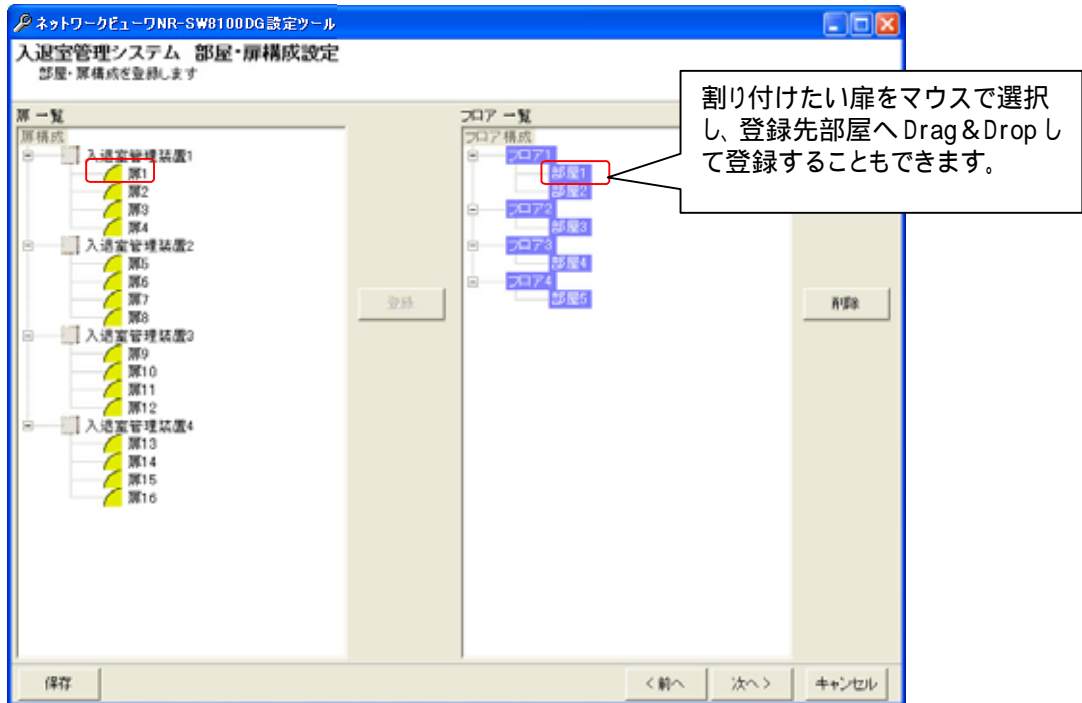 ネットワークビューワNR-SW8100DG設定ツール
入退室管理システム 部屋・扉構成設定
部屋・扉構成を登録します
割り付けたい扉をマウスで選択
し、登録先部屋へDrag&Dropし
て登録することもできます。
扉 一覧
扉構成
入退室管理装置1
扉1
扉2
扉3
扉4
入退室管理装置2
扉5
扉6
扉7
扉8
入退室管理装置3
扉9
扉10
扉11
扉12
入退室管理装置4
扉13
扉14
扉15
扉16
登録
フロア 一覧
フロア構成
フロア1
部屋1
部屋2
フロア2
部屋3
フロア3
部屋4
フロア4
部屋5
削除
保存
<前へ
次へ>
キャンセル